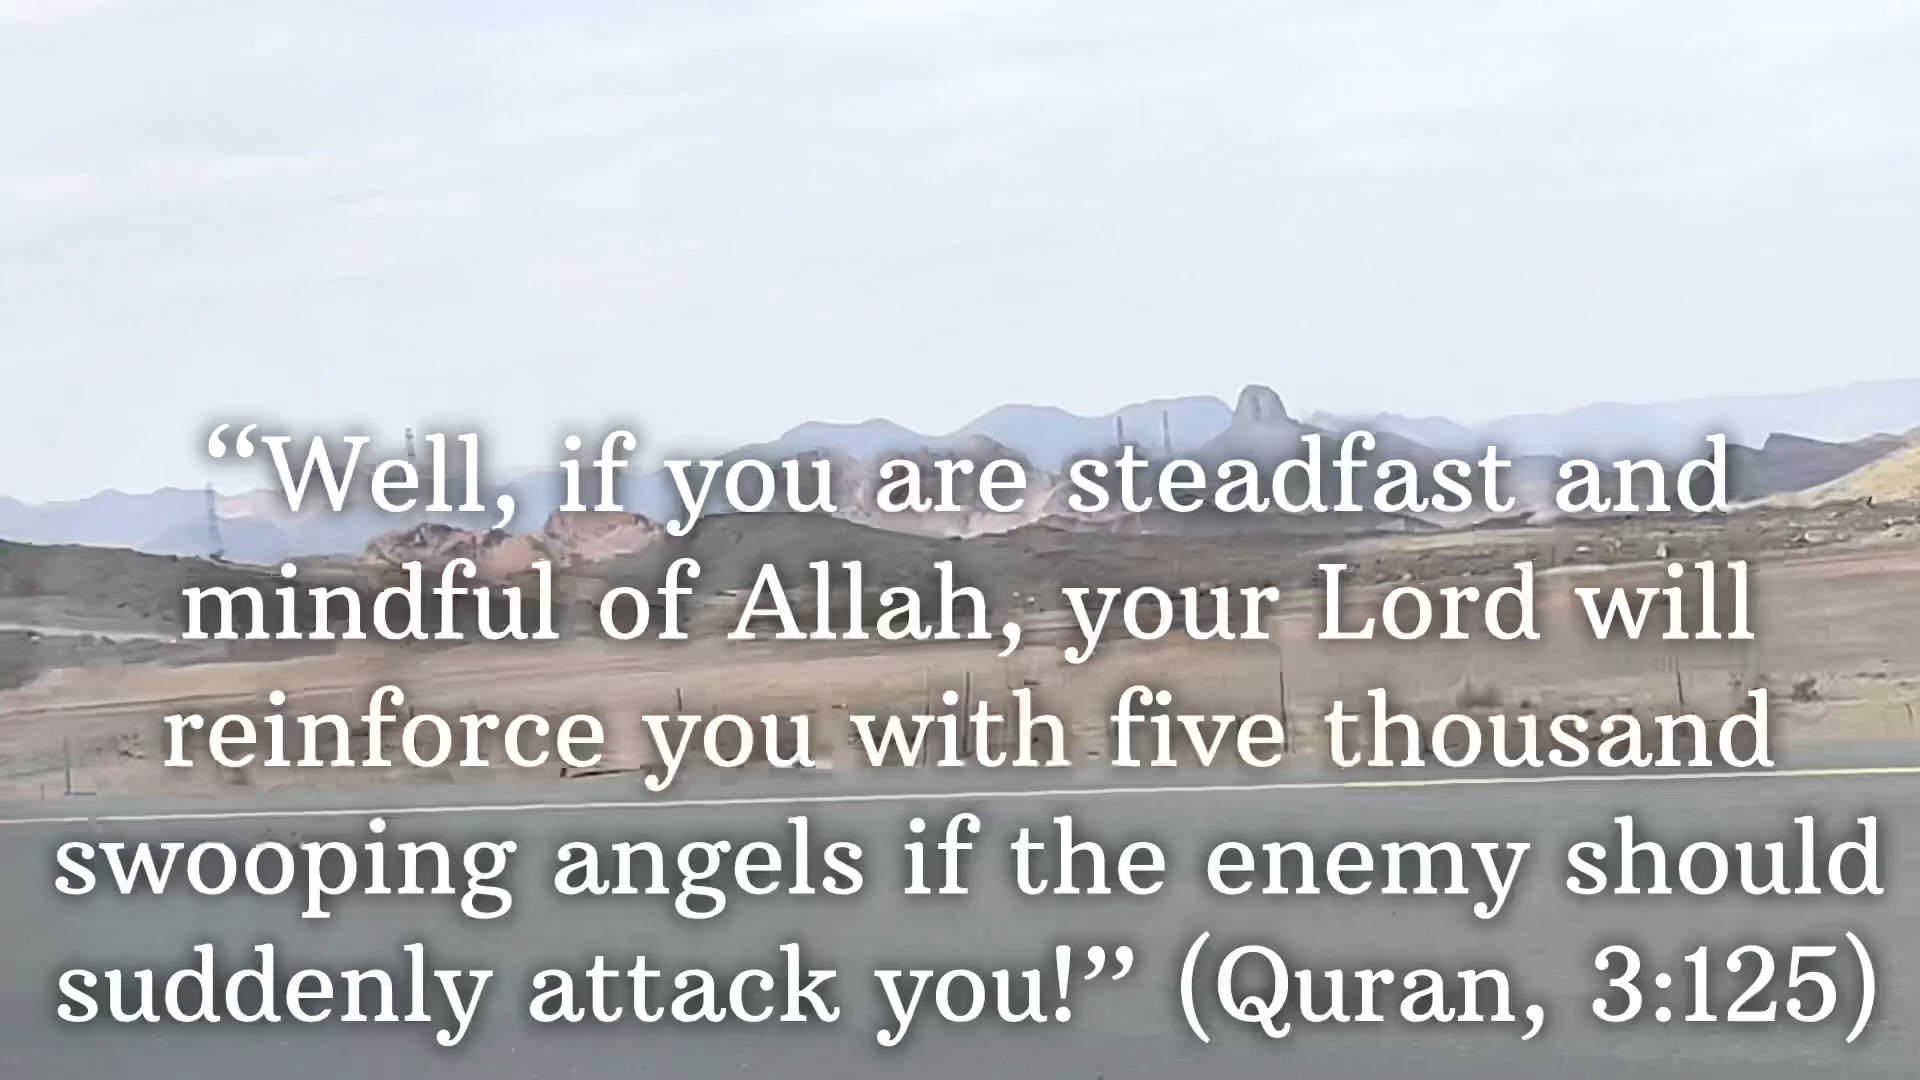 “Well, if you are steadfast and
mindful of Allah, your Lord will
reinforce you with five thousand
swooping angels if the enemy should
suddenly attack you!” (Quran, 3:125)